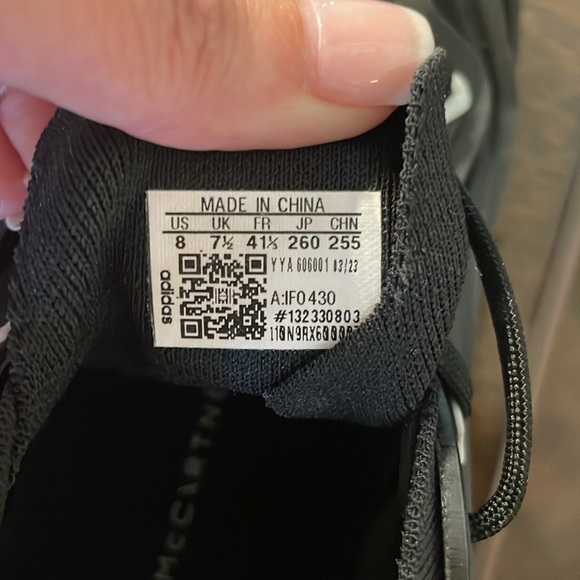 MADE IN CHINA
US UK FR JP CHN
8 7½ 41⅓ 260 255
YYA 606001 03/23
A:IF0430
#132330803
adidas